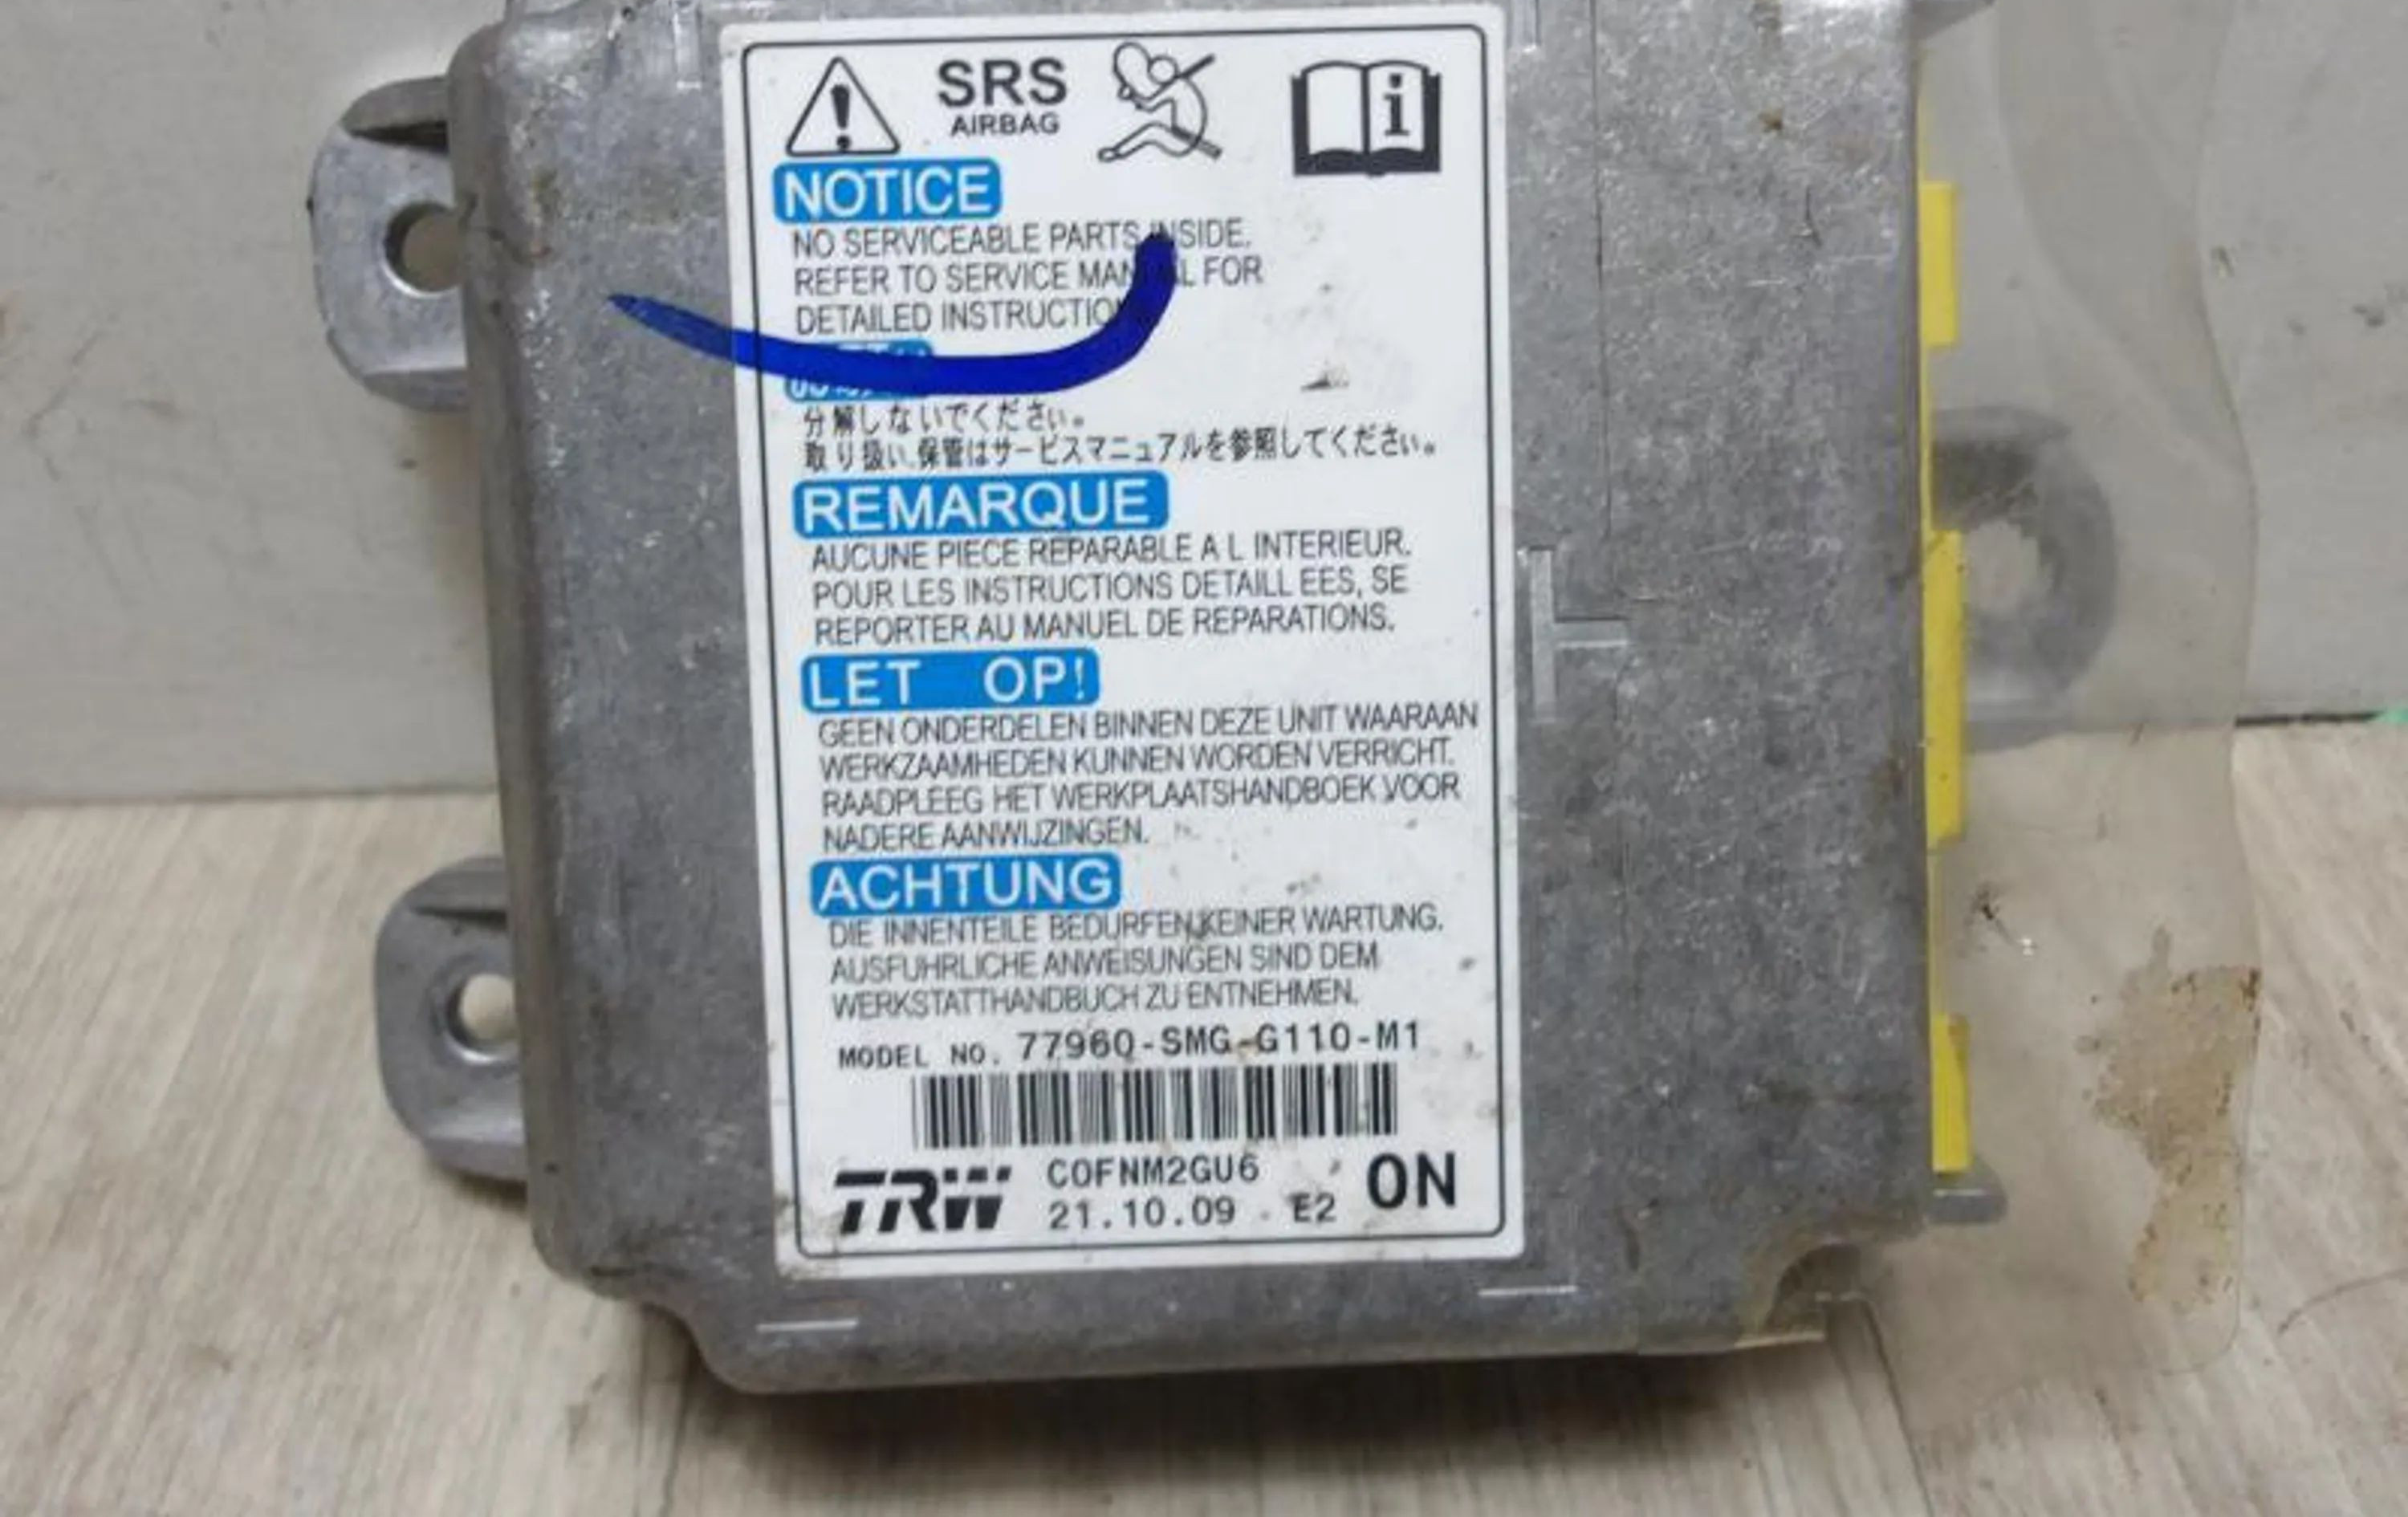 SRS
AIRBAG
NOTICE
NO SERVICEABLE PARTS INSIDE.
REFER TO SERVICE MANUAL FOR
DETAILED INSTRUCTION
分解しないでください。
取り扱い、保管はサービスマニュアルを参照してください。
REMARQUE
AUCUNE PIECE REPARABLE A L INTERIEUR.
POUR LES INSTRUCTIONS DETAILL EES, SE
REPORTER AU MANUEL DE REPARATIONS.
LET OP!
GEEN ONDERDELEN BINNEN DEZE UNIT WAARAAN
WERKZAAMHEDEN KUNNEN WORDEN VERRICHT.
RAADPLEEG HET WERKPLAATSHANDBOEK VOOR
NADERE AANWIJZINGEN.
ACHTUNG
DIE INNENTEILE BEDURFEN KEINER WARTUNG.
AUSFUHRLICHE ANWEISUNGEN SIND DEM
WERKSTATTHANDBUCH ZU ENTNEHMEN.
MODEL NO. 77960-SMG-G110-M1
TRW C0FNM2GU6 0N
21.10.09 E2